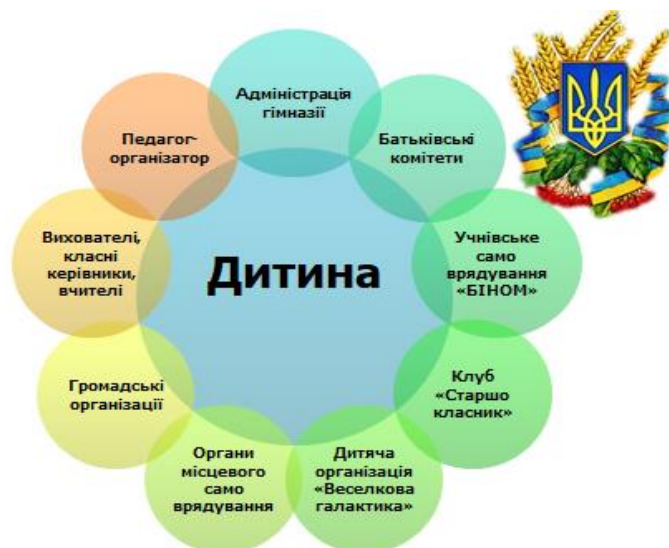 Адміністрація
гімназії
Батьківські
комітети
Учнівське
само
врядування
«БІНОМ»
Клуб
«Старшо
класник»
Дитяча
організація
«Веселкова
галактика»
Органи
місцевого
само
врядування
Громадські
організації
Вихователі,
класні
керівники,
вчителі
Педагог-
організатор
Дитина